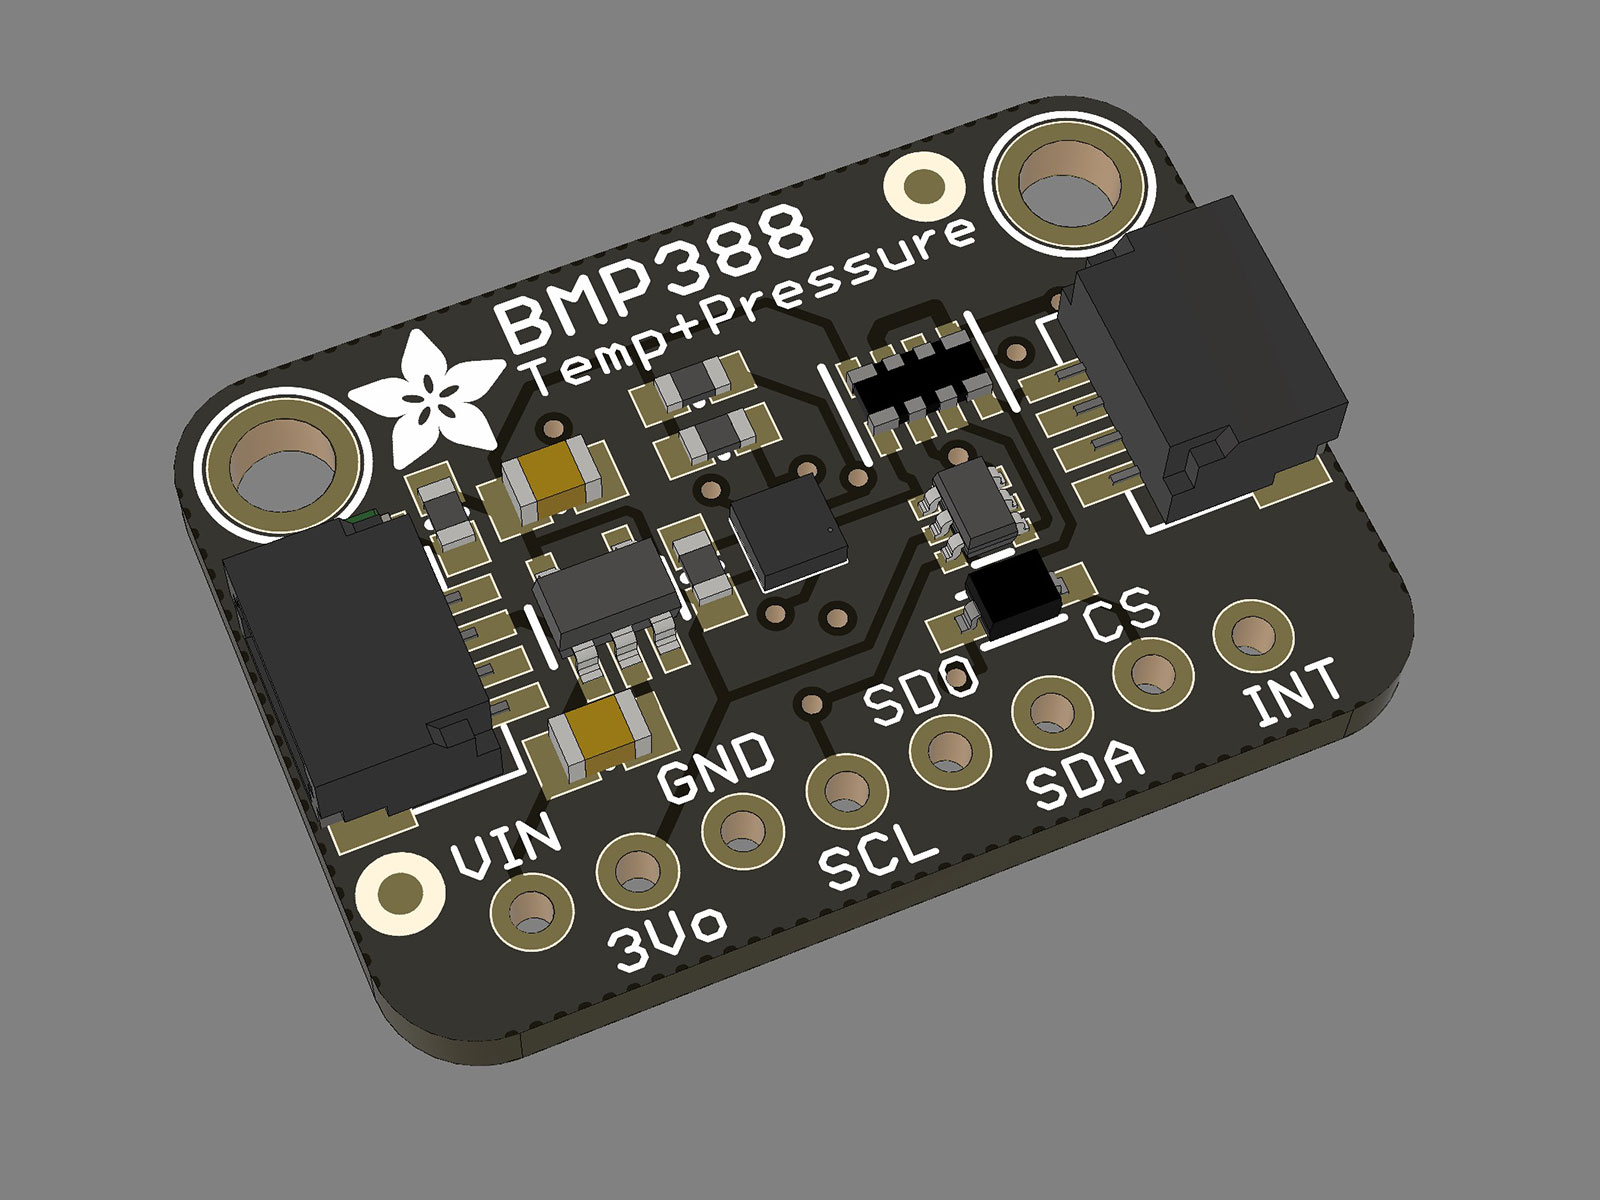 BMP388
Temp+Pressure
VIN
3Vo
GND
SCL
SDO
SDA
CS
INT